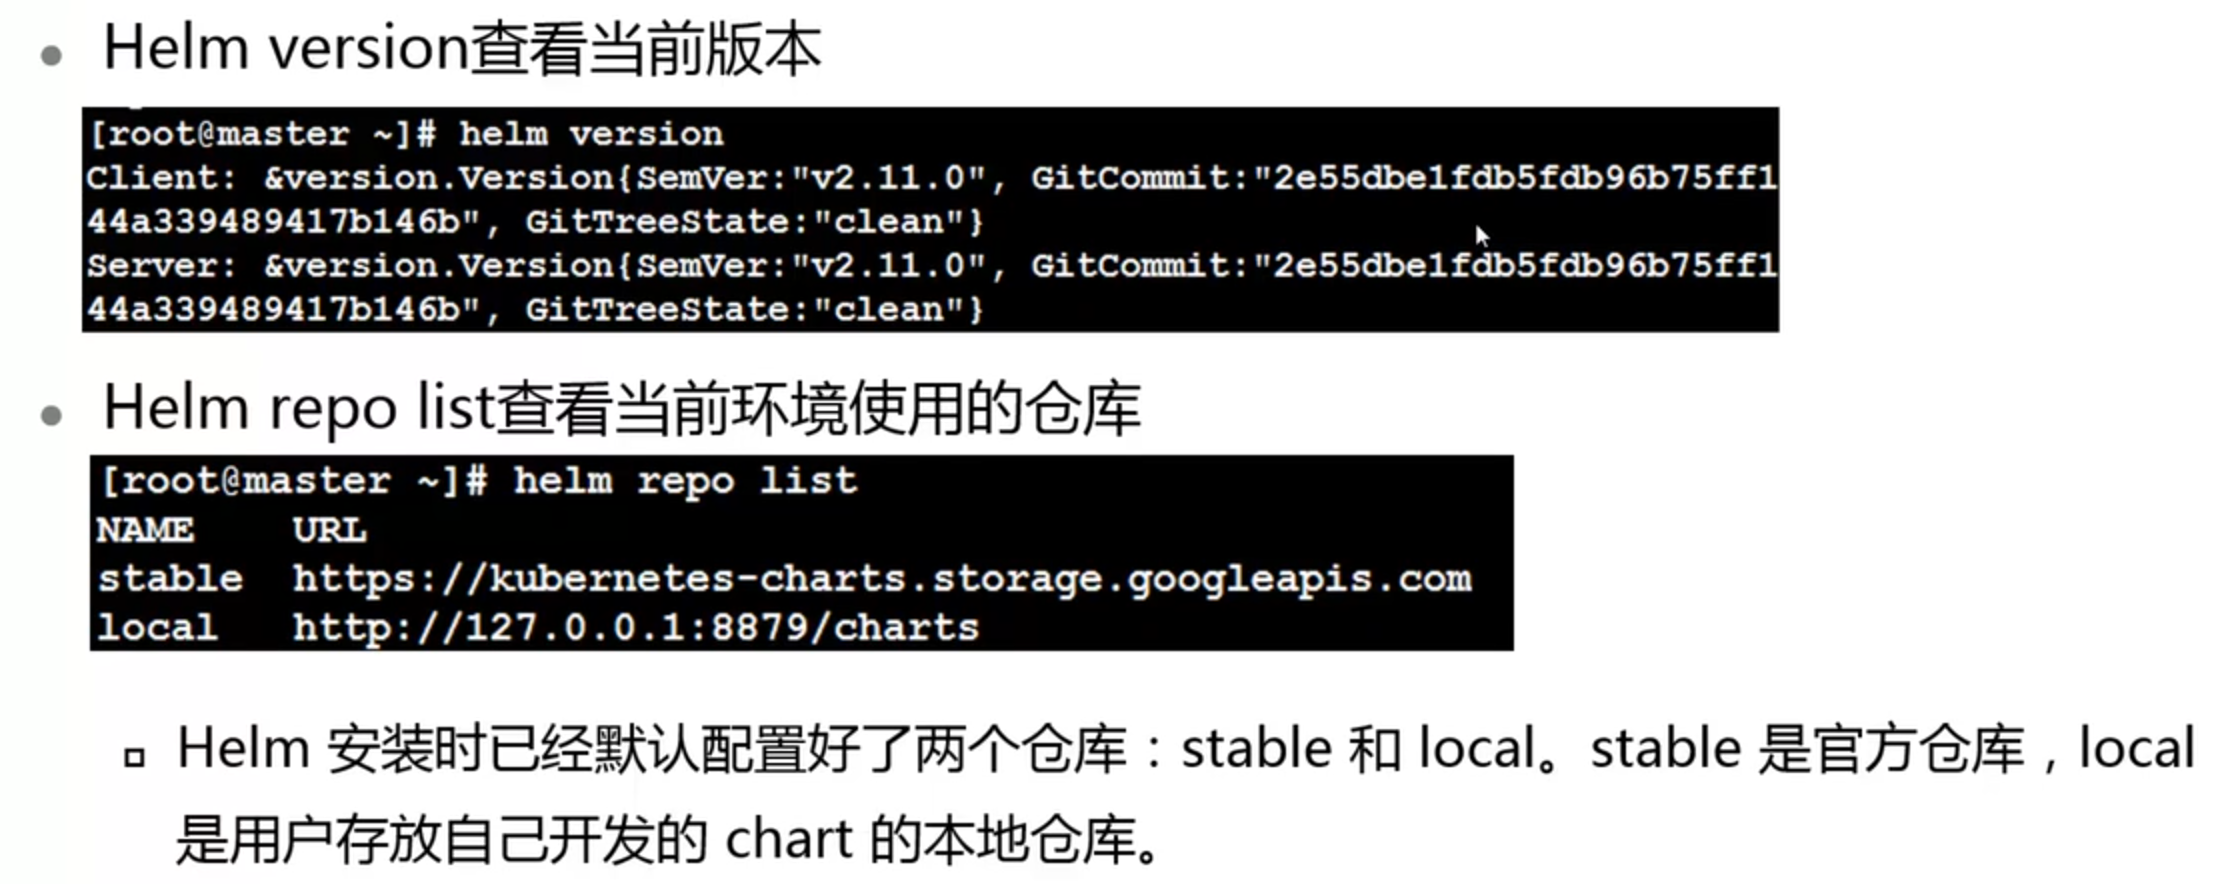 Helm version查看当前版本
[root@master ~]# helm version
Client: &version.Version{SemVer:"v2.11.0", GitCommit:"2e55dbe1fdb5fdb96b75ff1
44a339489417b146b", GitTreeState:"clean"}
Server: &version.Version{SemVer:"v2.11.0", GitCommit:"2e55dbe1fdb5fdb96b75ff1
44a339489417b146b", GitTreeState:"clean"}
Helm repo list查看当前环境使用的仓库
[root@master ~]# helm repo list
NAME URL
stable https://kubernetes-charts.storage.googleapis.com
local http://127.0.0.1:8879/charts
Helm 安装时已经默认配置好了两个仓库：stable 和 local。stable 是官方仓库，local
是用户存放自己开发的 chart 的本地仓库。